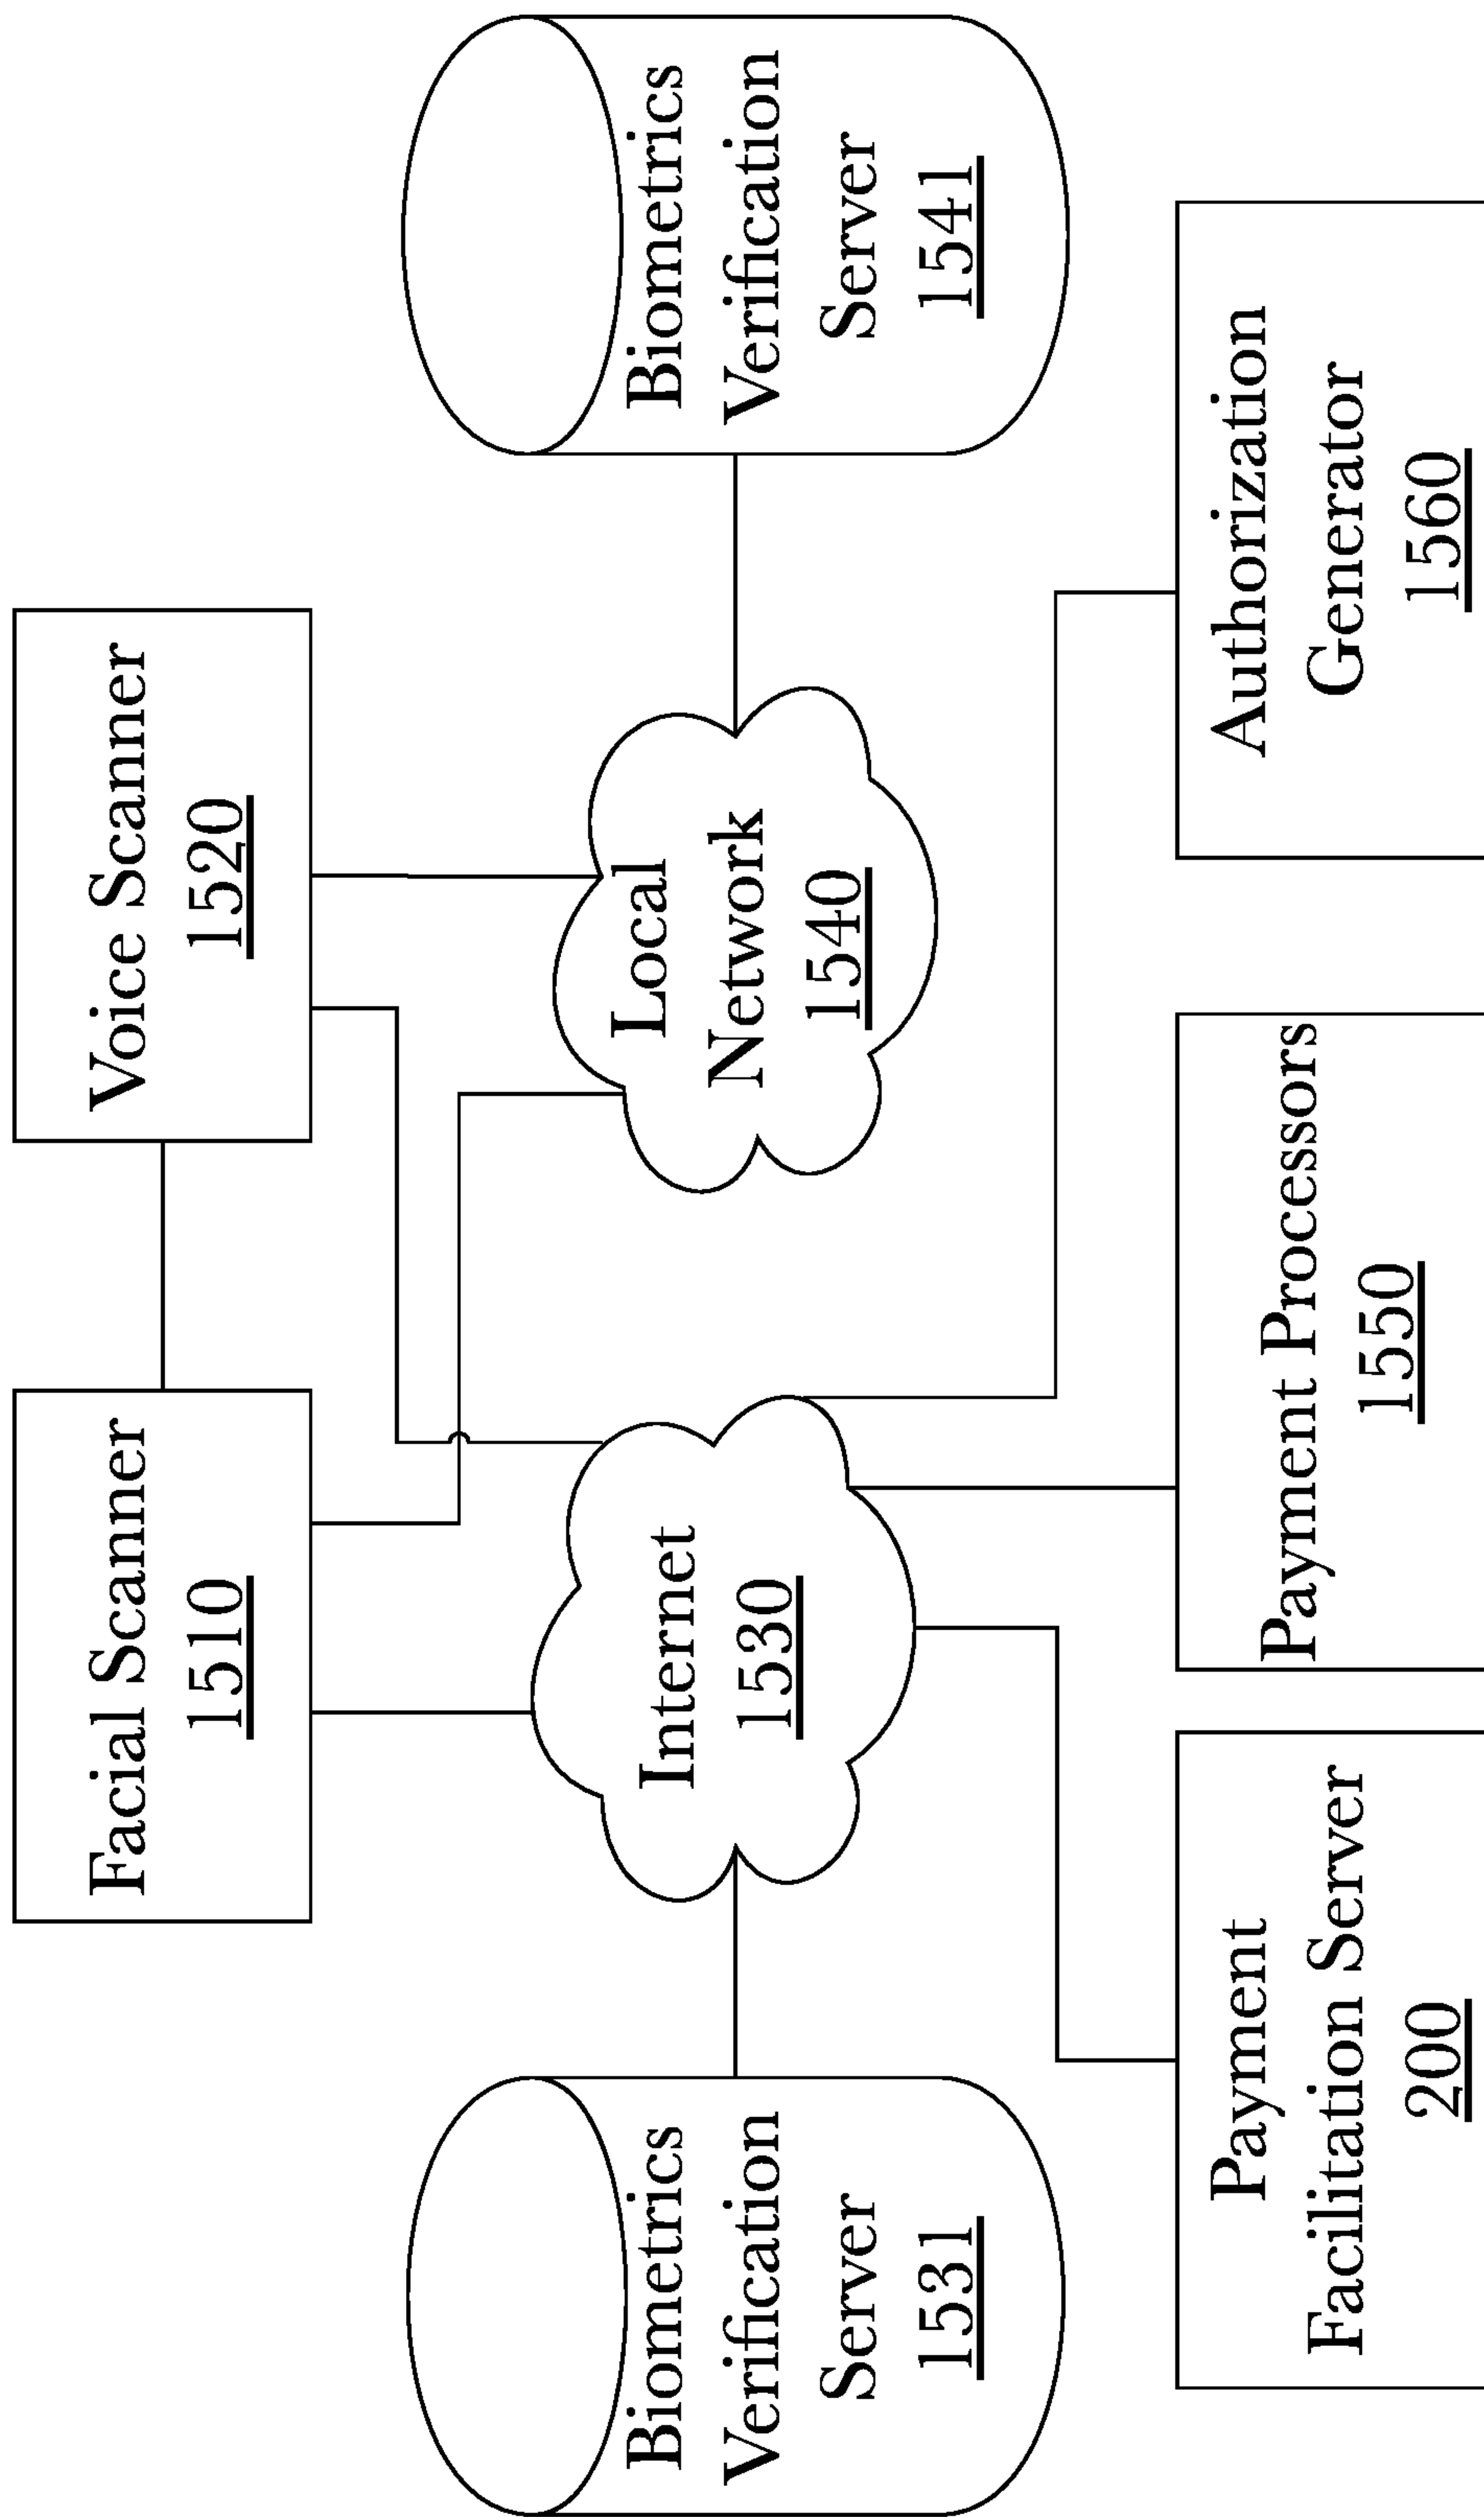 Facial Scanner
1510
Voice Scanner
1520
Biometrics
Verification
Server
1531
Internet
1530
Local
Network
1540
Biometrics
Verification
Server
1541
Payment
Facilitation Server
200
Payment Processors
1550
Authorization
Generator
1560